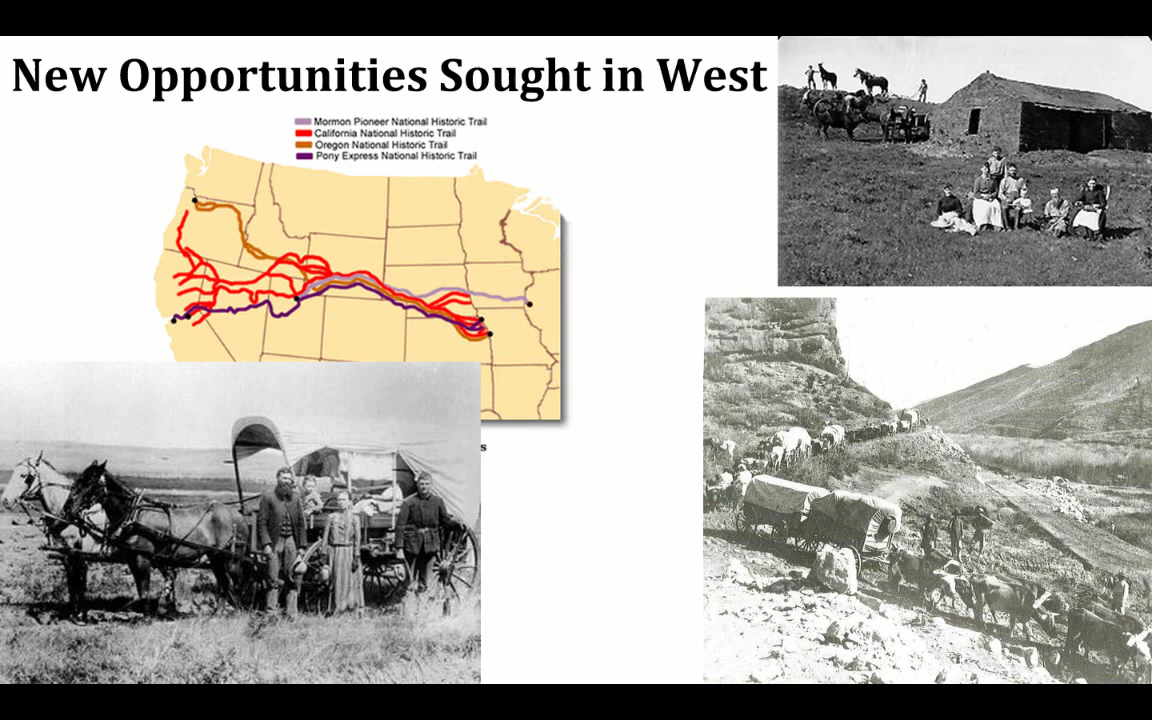 New Opportunities Sought in West
Mormon Pioneer National Historic Trail
California National Historic Trail
Oregon National Historic Trail
Pony Express National Historic Trail
s